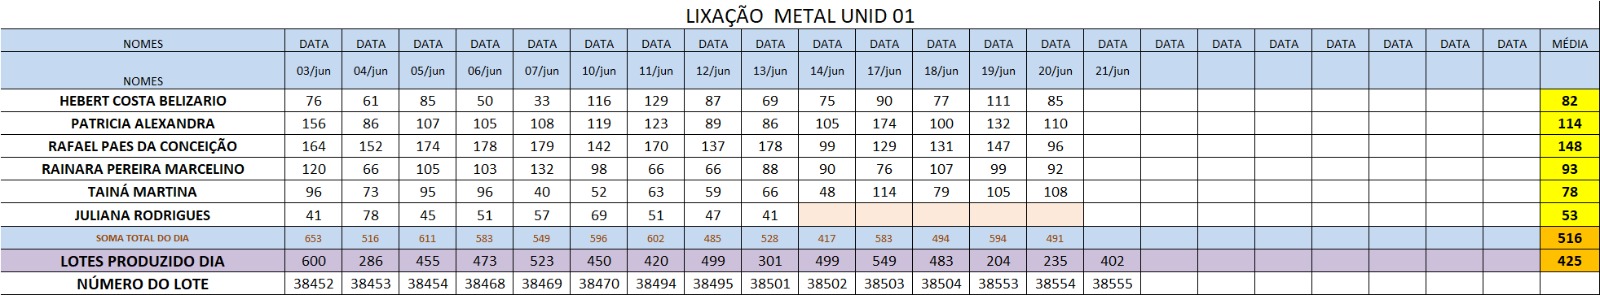 LIXAÇÃO METAL UNID 01
NOMES DATA DATA DATA DATA DATA DATA DATA DATA DATA DATA DATA DATA DATA DATA DATA DATA DATA DATA DATA DATA DATA DATA MÉDIA
NOMES 03/jun 04/jun 05/jun 06/jun 07/jun 10/jun 11/jun 12/jun 13/jun 14/jun 17/jun 18/jun 19/jun 20/jun 21/jun
HEBERT COSTA BELIZARIO 76 61 85 50 33 116 129 87 69 75 90 77 111 85 82
PATRICIA ALEXANDRA 156 86 107 105 108 119 123 89 86 105 174 100 132 110 114
RAFAEL PAES DA CONCEIÇÃO 164 152 174 178 179 142 170 137 178 99 129 131 147 96 148
RAINARA PEREIRA MARCELINO 120 66 105 103 132 98 66 66 88 90 76 107 99 92 93
TAINÁ MARTINA 96 73 95 96 40 52 63 59 66 48 114 79 105 108 78
JULIANA RODRIGUES 41 78 45 51 57 69 51 47 41 53
SOMA TOTAL DO DIA 653 516 611 583 549 596 602 485 528 417 583 494 594 491 516
LOTES PRODUZIDO DIA 600 286 455 473 523 450 420 499 301 499 549 483 204 235 402 425
NÚMERO DO LOTE 38452 38453 38454 38468 38469 38470 38494 38495 38501 38502 38503 38504 38553 38554 38555